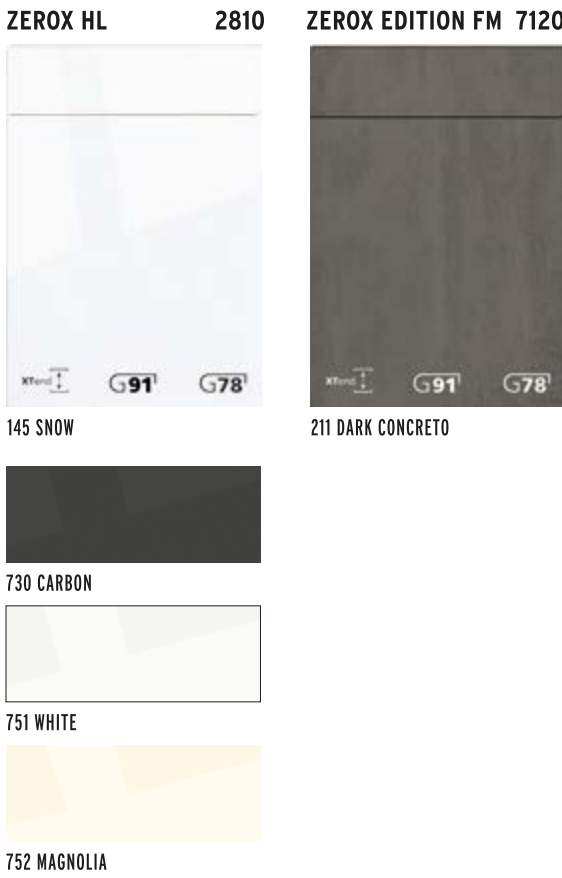 ZEROX HL 2810
XTend G91 G78
145 SNOW
730 CARBON
751 WHITE
752 MAGNOLIA
ZEROX EDITION FM 7120
XTend G91 G78
211 DARK CONCRETO